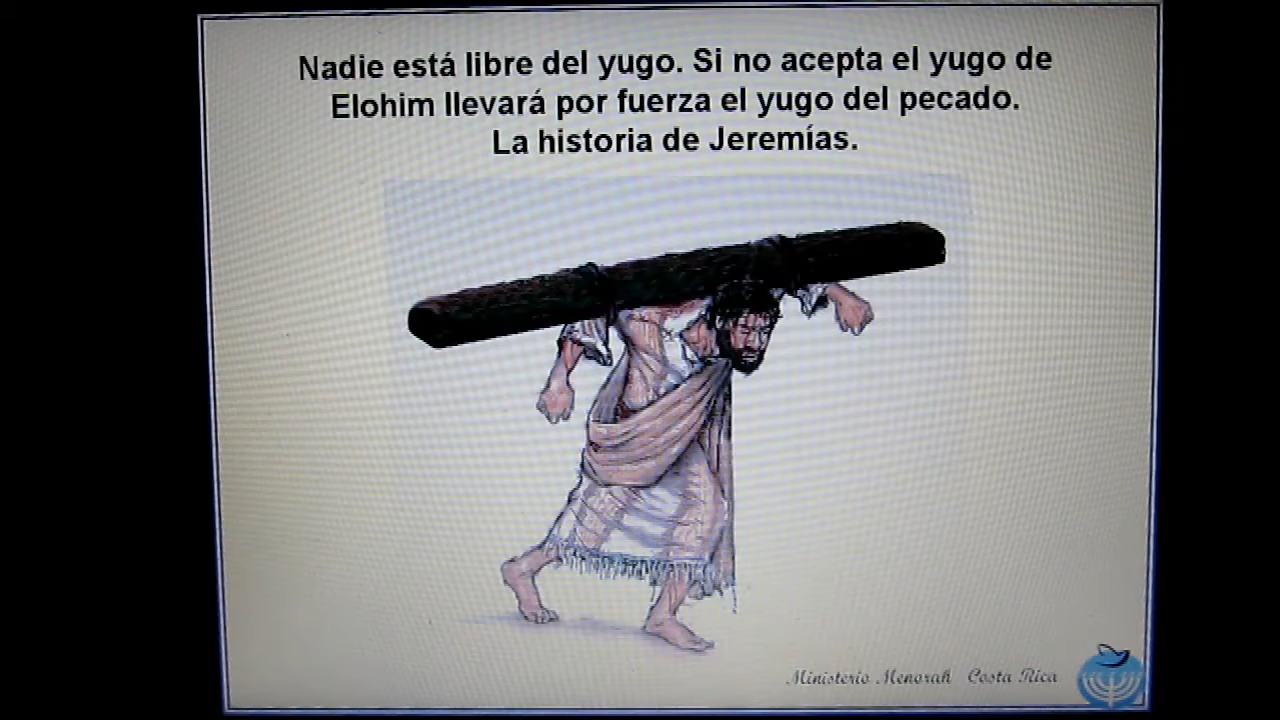 Nadie está libre del yugo. Si no acepta el yugo de
Elohim llevará por fuerza el yugo del pecado.
La historia de Jeremías.
Ministerio Menorah Costa Rica